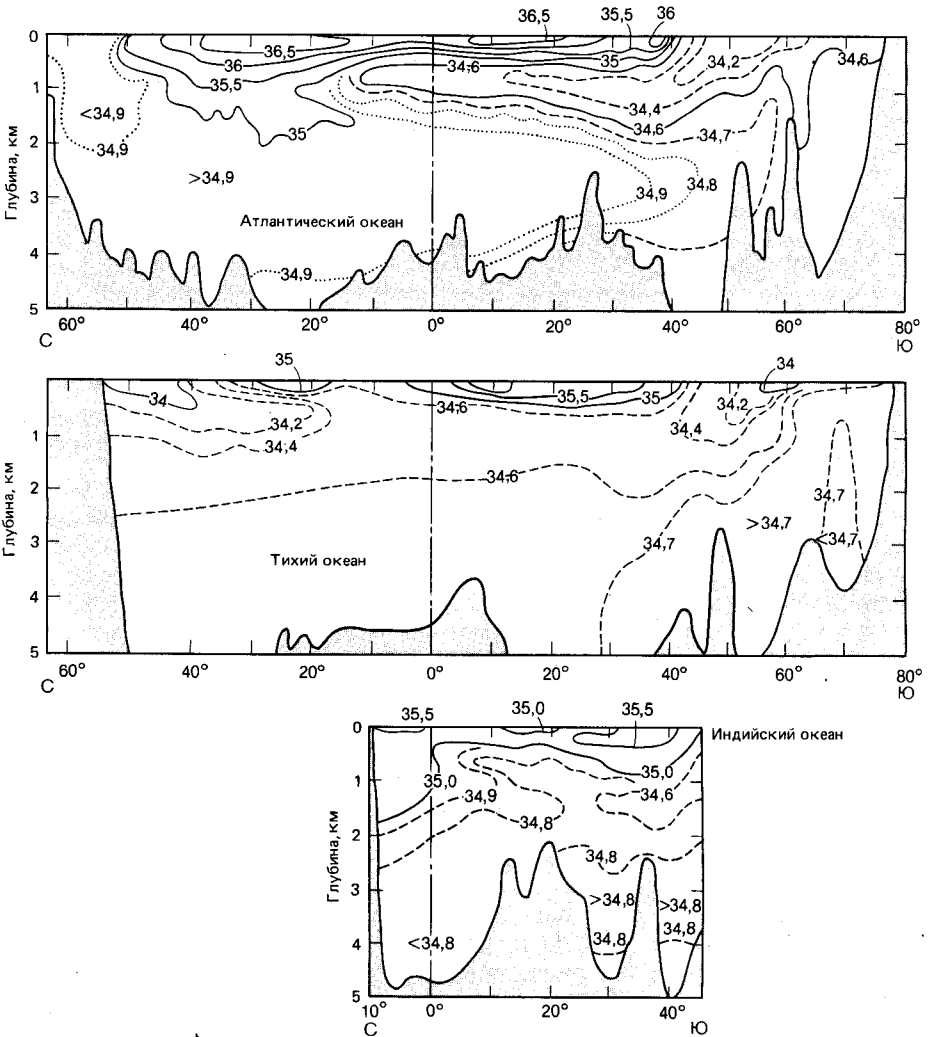 36,5 35,5 36
0 36,5 35 34,2 34,6
36 34,6
35,5
1 <34,9 34,4
35 34,6 34,7
2 34,9
>34,9 34,9 34,8
3
Атлантический океан
4 34,9
5
Глубина, км
60° 40° 20° 0° 20° 40° 60° 80°
С Ю
35 34
0
34 34,6 35,5 35 34,2
34,2 34,4
1 34,4
2 34,6 34,7
34,7 >34,7 <34,7
3
Тихий океан
4
5
Глубина, км
60° 40° 20° 0° 20° 40° 60° 80°
С Ю
35,5 35,0 35,5
0 Индийский океан
1 35,0 35,0
34,9 34,6
34,8
2
34,8
3 >34,8 >34,8
34,8 34,8
4 <34,8
5
Глубина, км
10° 0° 20° 40°
С Ю